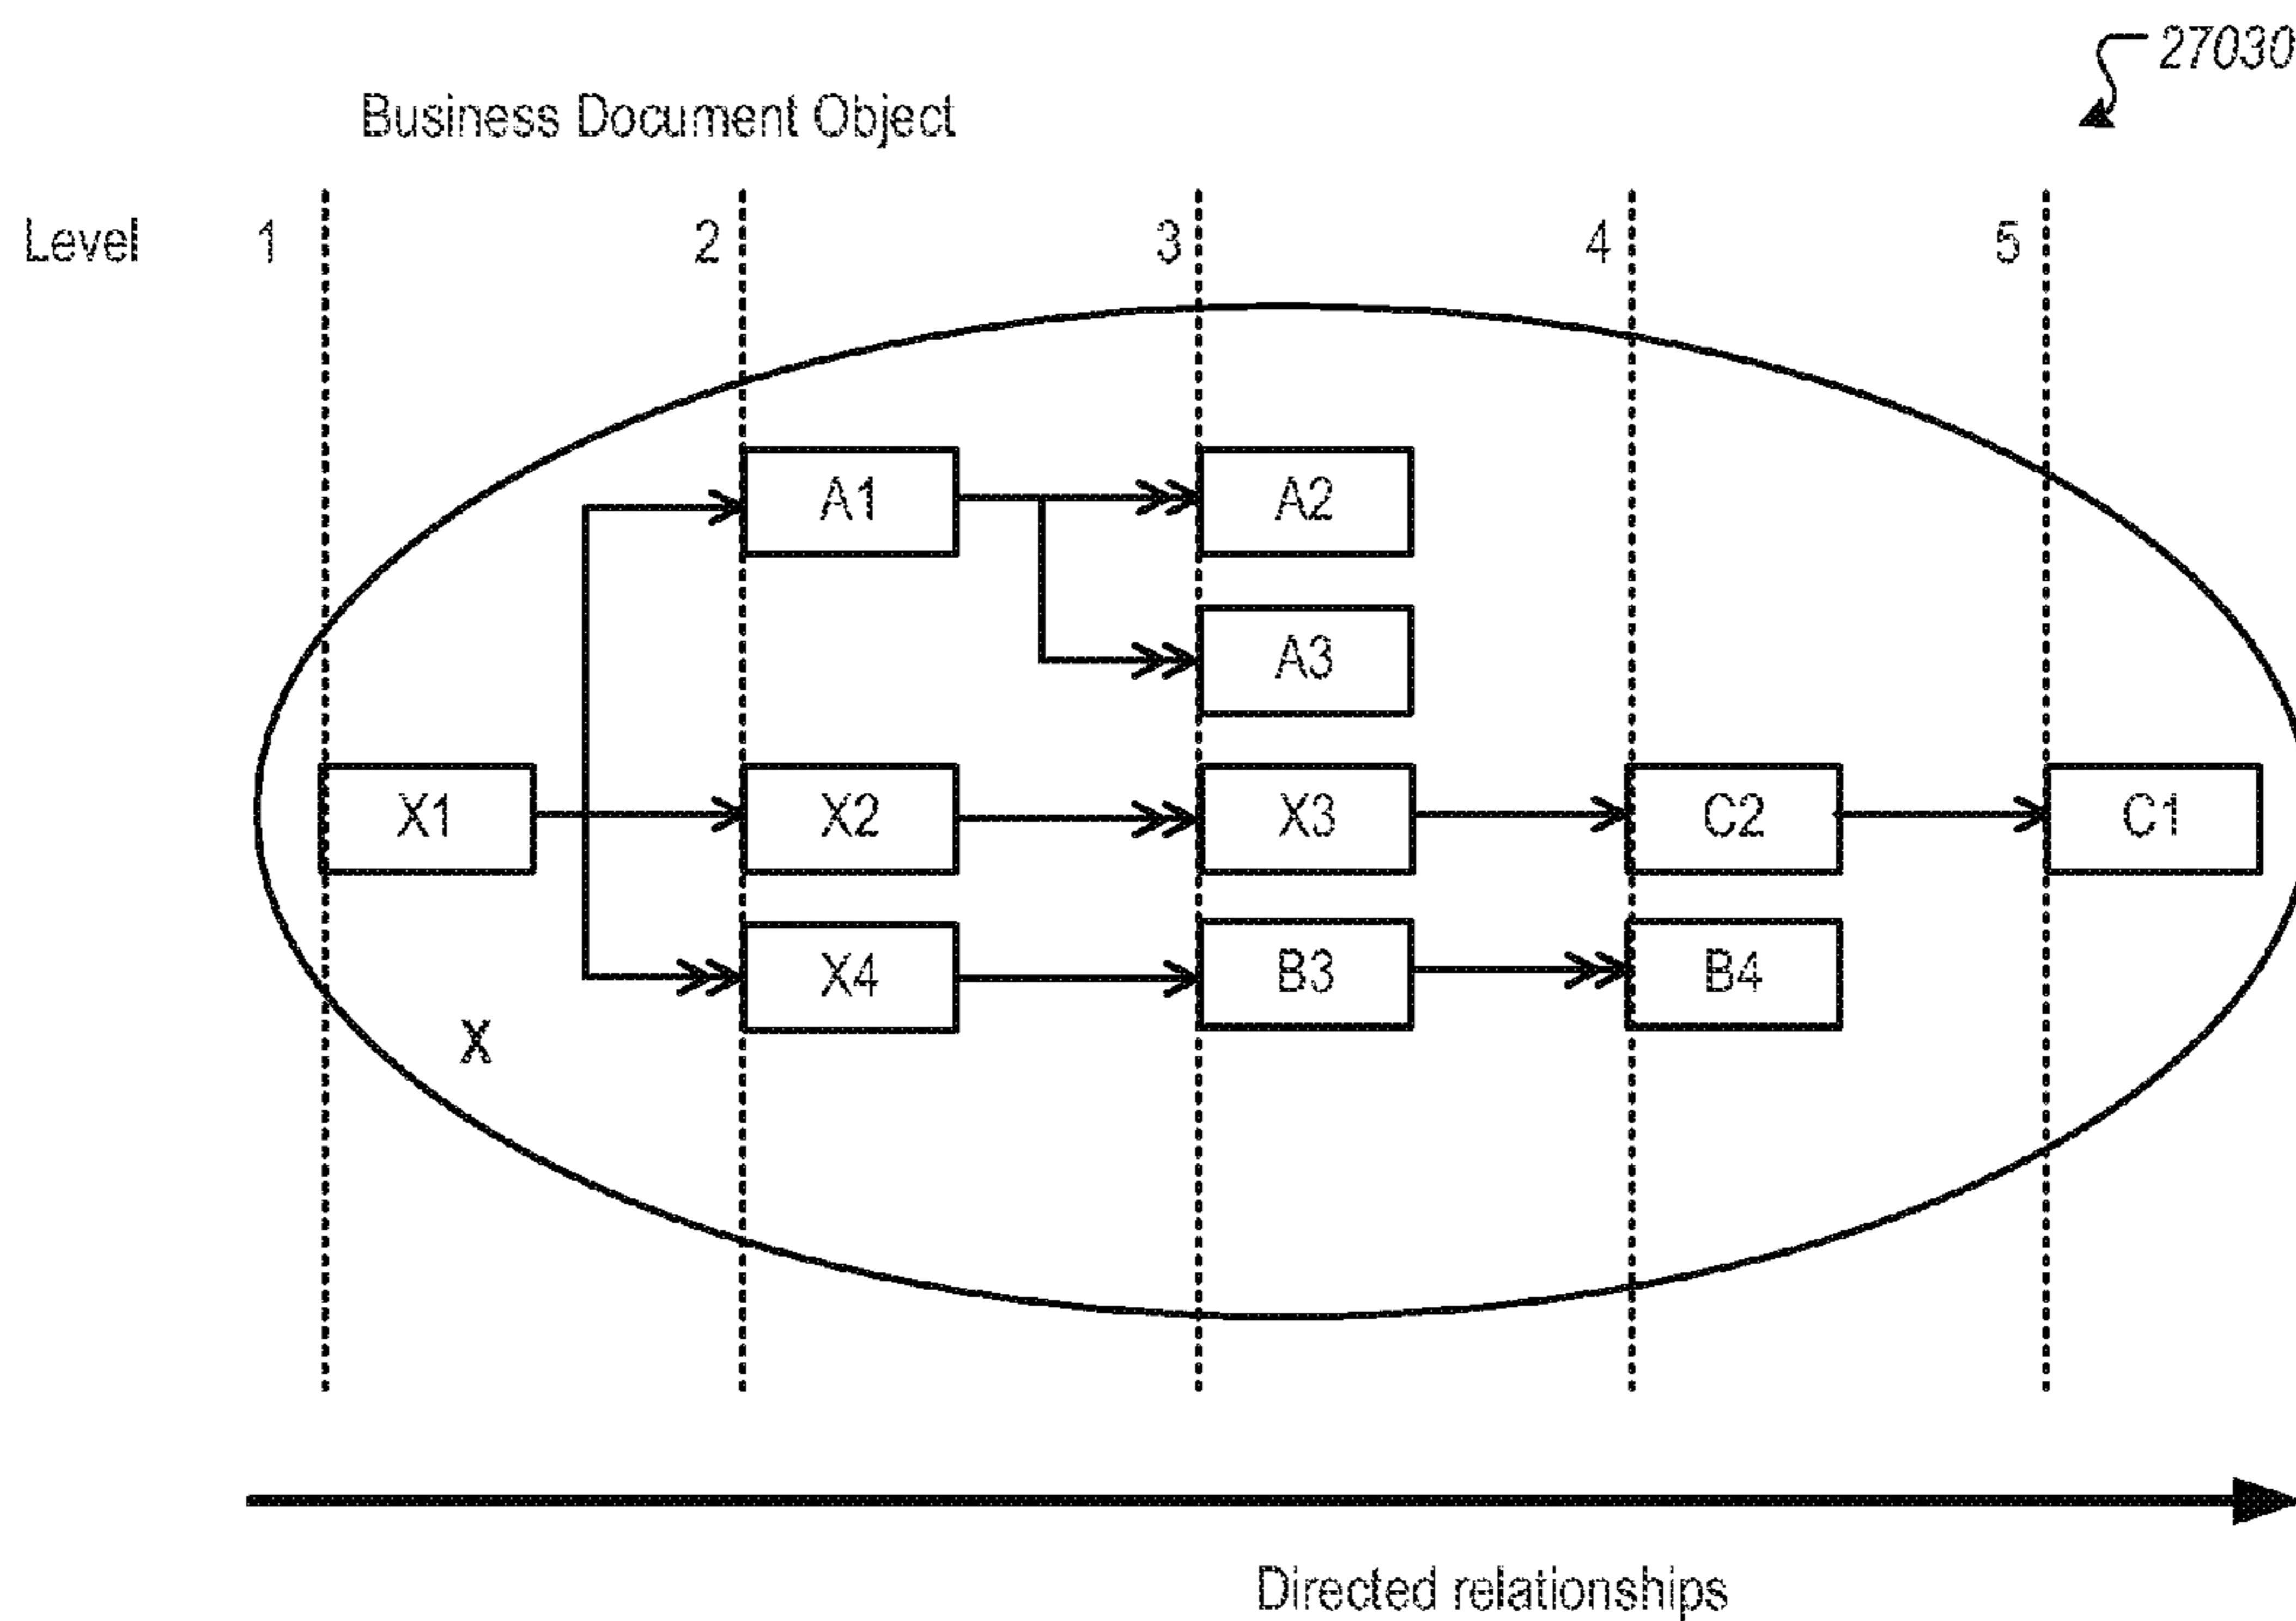 27030
Business Document Object
Level 1 2 3 4 5
A1 A2
A3
X1 X2 X3 C2 C1
X4 B3 B4
X
Directed relationships